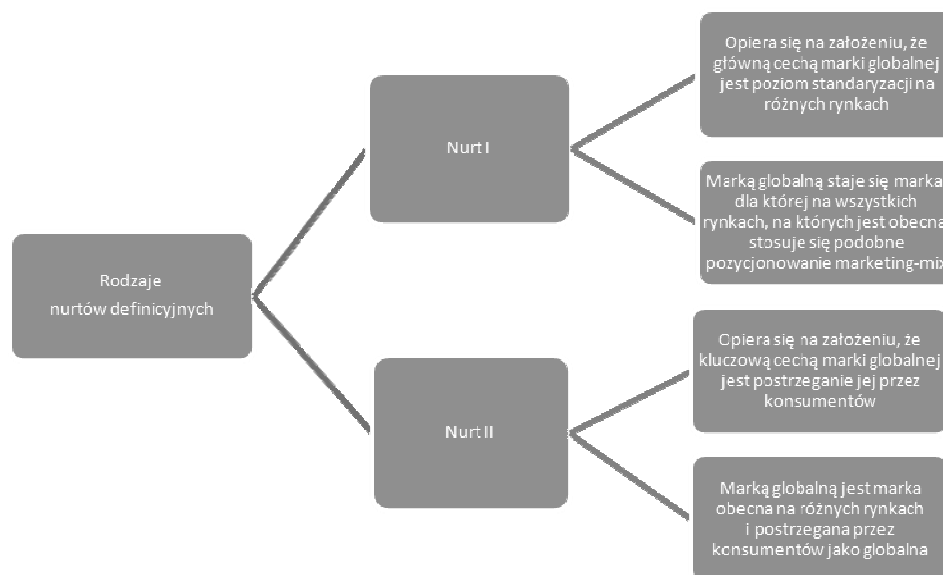 Rodzaje
nurtów definicyjnych
Nurt I
Opiera się na założeniu, że
główną cechą marki globalnej
jest poziom standaryzacji na
różnych rynkach
Marką globalną staje się marka
dla której na wszystkich
rynkach, na których jest obecna
stosuje się podobne
pozycjonowanie marketing-mix
Nurt II
Opiera się na założeniu, że
kluczową cechą marki globalnej
jest postrzeganie jej przez
konsumentów
Marką globalną jest marka
obecna na różnych rynkach
i postrzegana przez
konsumentów jako globalna